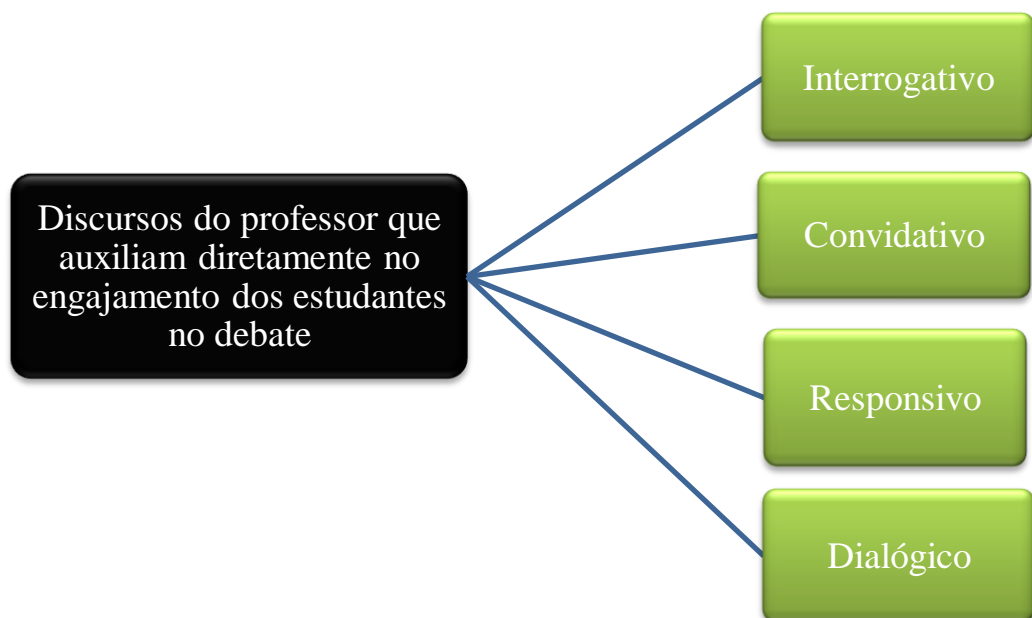 Discursos do professor que
auxiliam diretamente no
engajamento dos estudantes
no debate
Interrogativo
Convidativo
Responsivo
Dialógico